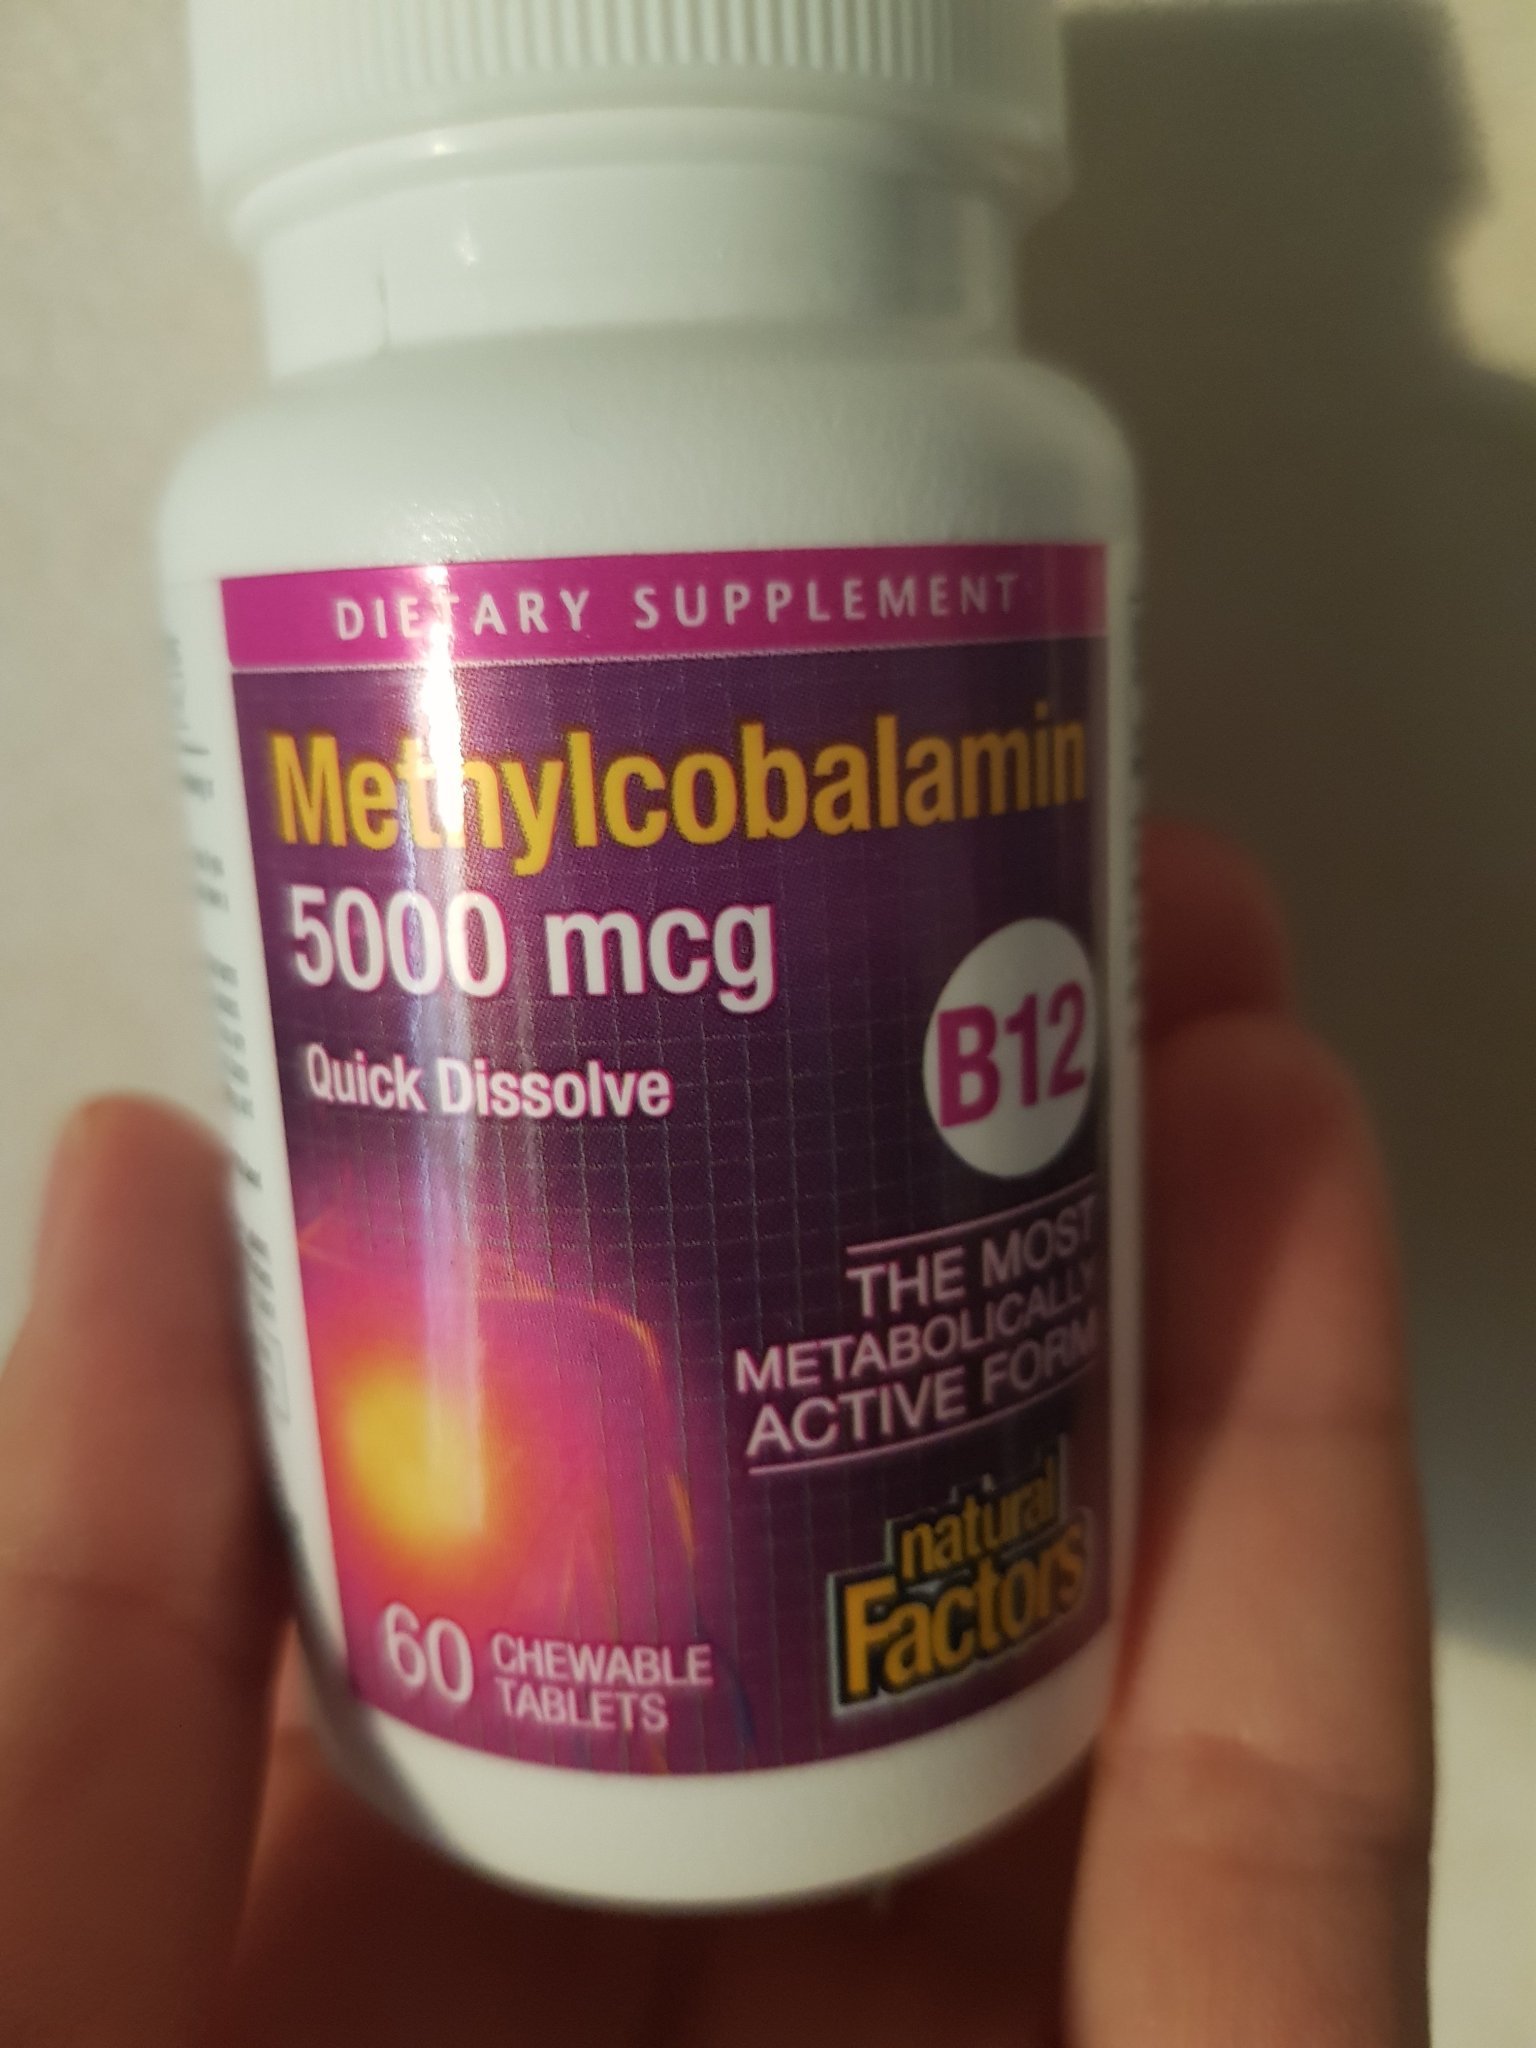 DIETARY SUPPLEMENT
Methylcobalamin
5000 mcg
Quick Dissolve
B12
THE MOST
METABOLICALLY
ACTIVE FORM
natural
Factors
60 CHEWABLE
TABLETS